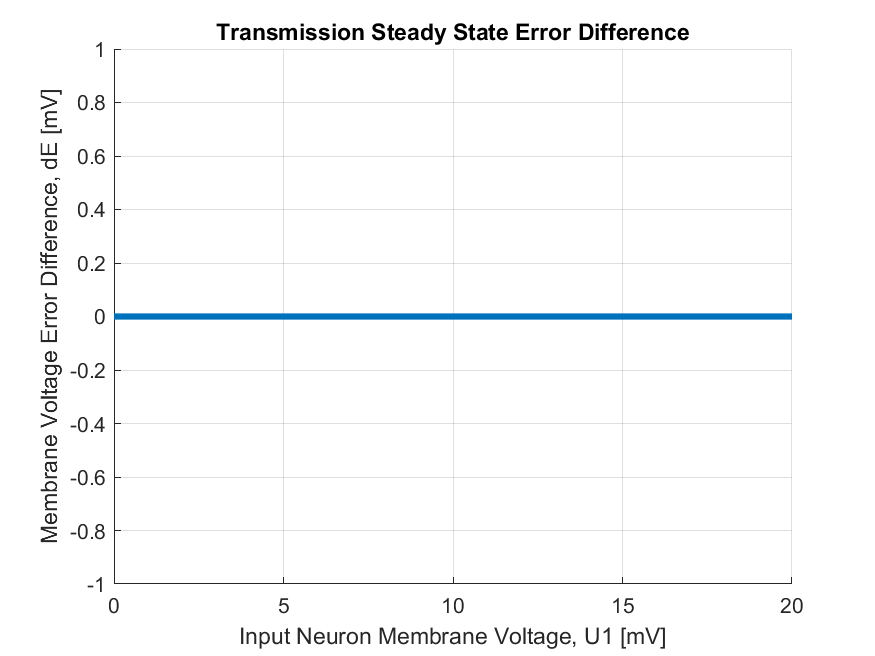 Transmission Steady State Error Difference
Membrane Voltage Error Difference, dE [mV]
1
0.8
0.6
0.4
0.2
0
-0.2
-0.4
-0.6
-0.8
-1
0 5 10 15 20
Input Neuron Membrane Voltage, U1 [mV]